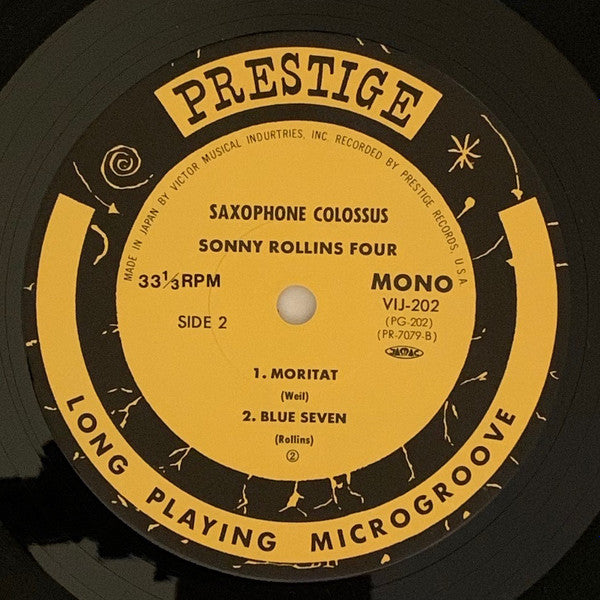 PRESTIGE
MADE IN JAPAN BY VICTOR MUSICAL INDURTRIES, INC. RECORDED BY PRESTIGE RECORDS, U.S.A
SAXOPHONE COLOSSUS
SONNY ROLLINS FOUR
33⅓RPM
MONO
VIJ-202
SIDE 2
(PG-202)
(PR-7079-B)
JASRAC
1. MORITAT
(Weil)
2. BLUE SEVEN
(Rollins)
②
LONG PLAYING MICROGROOVE